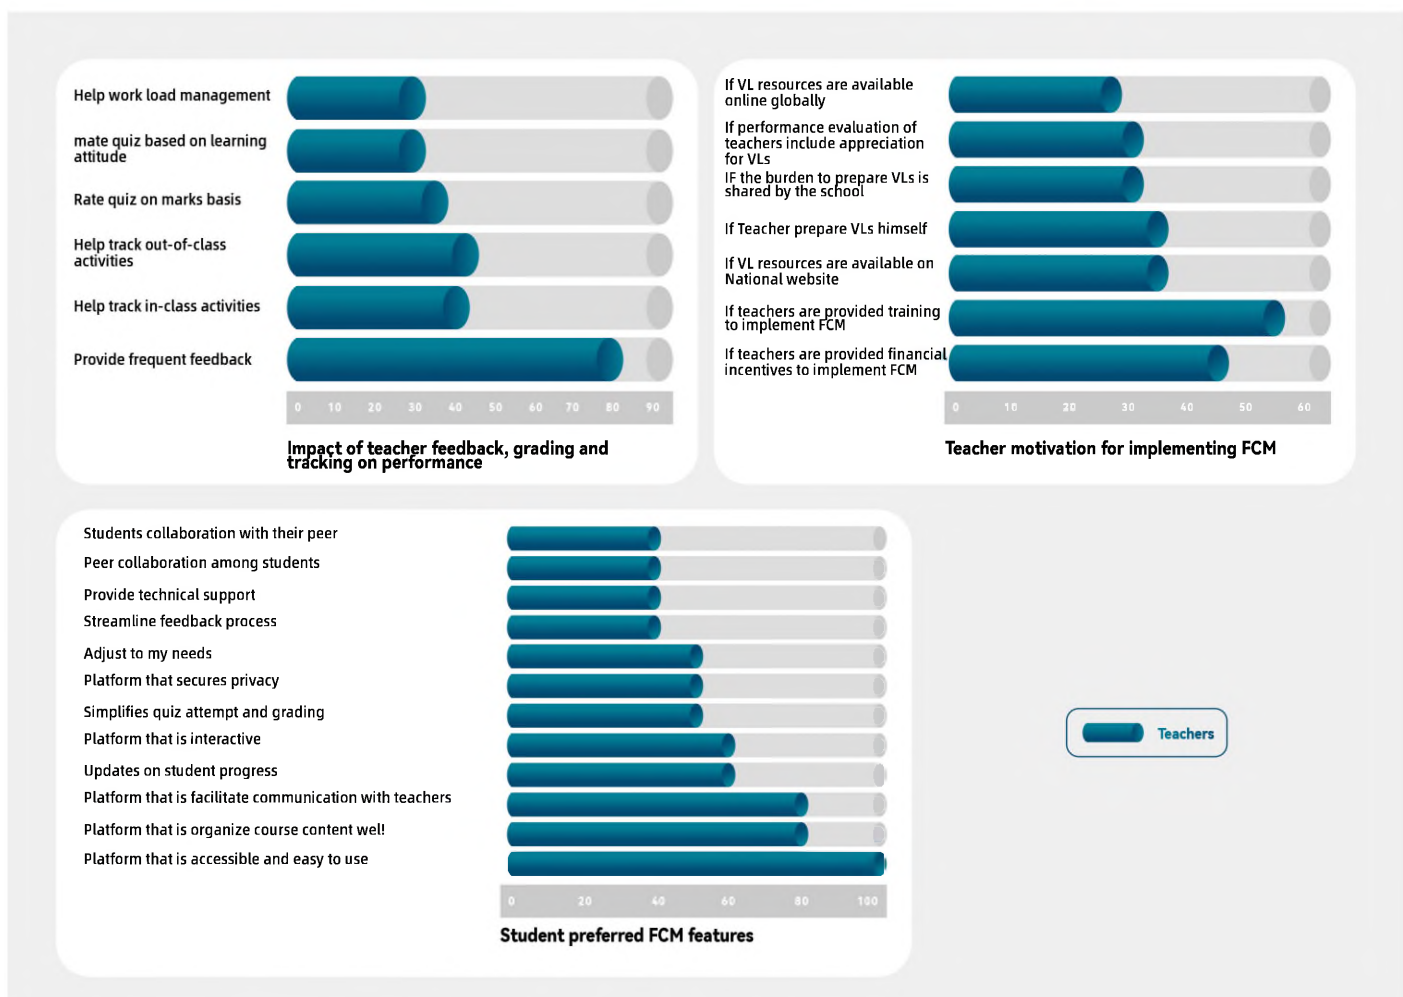 Help work load management
mate quiz based on learning
attitude
Rate quiz on marks basis
Help track out-of-class
activities
Help track in-class activities
Provide frequent feedback
0 10 20 30 40 50 60 70 80 90
Impact of teacher feedback, grading and
tracking on performance
If VL resources are available
online globally
If performance evaluation of
teachers include appreciation
for VLs
IF the burden to prepare VLs is
shared by the school
If Teacher prepare VLs himself
If VL resources are available on
National website
If teachers are provided training
to implement FCM
If teachers are provided financial
incentives to implement FCM
0 10 20 30 40 50 60
Teacher motivation for implementing FCM
Students collaboration with their peer
Peer collaboration among students
Provide technical support
Streamline feedback process
Adjust to my needs
Platform that secures privacy
Simplifies quiz attempt and grading
Platform that is interactive
Updates on student progress
Platform that is facilitate communication with teachers
Platform that is organize course content wel!
Platform that is accessible and easy to use
0 20 40 60 80 100
Student preferred FCM features
Teachers